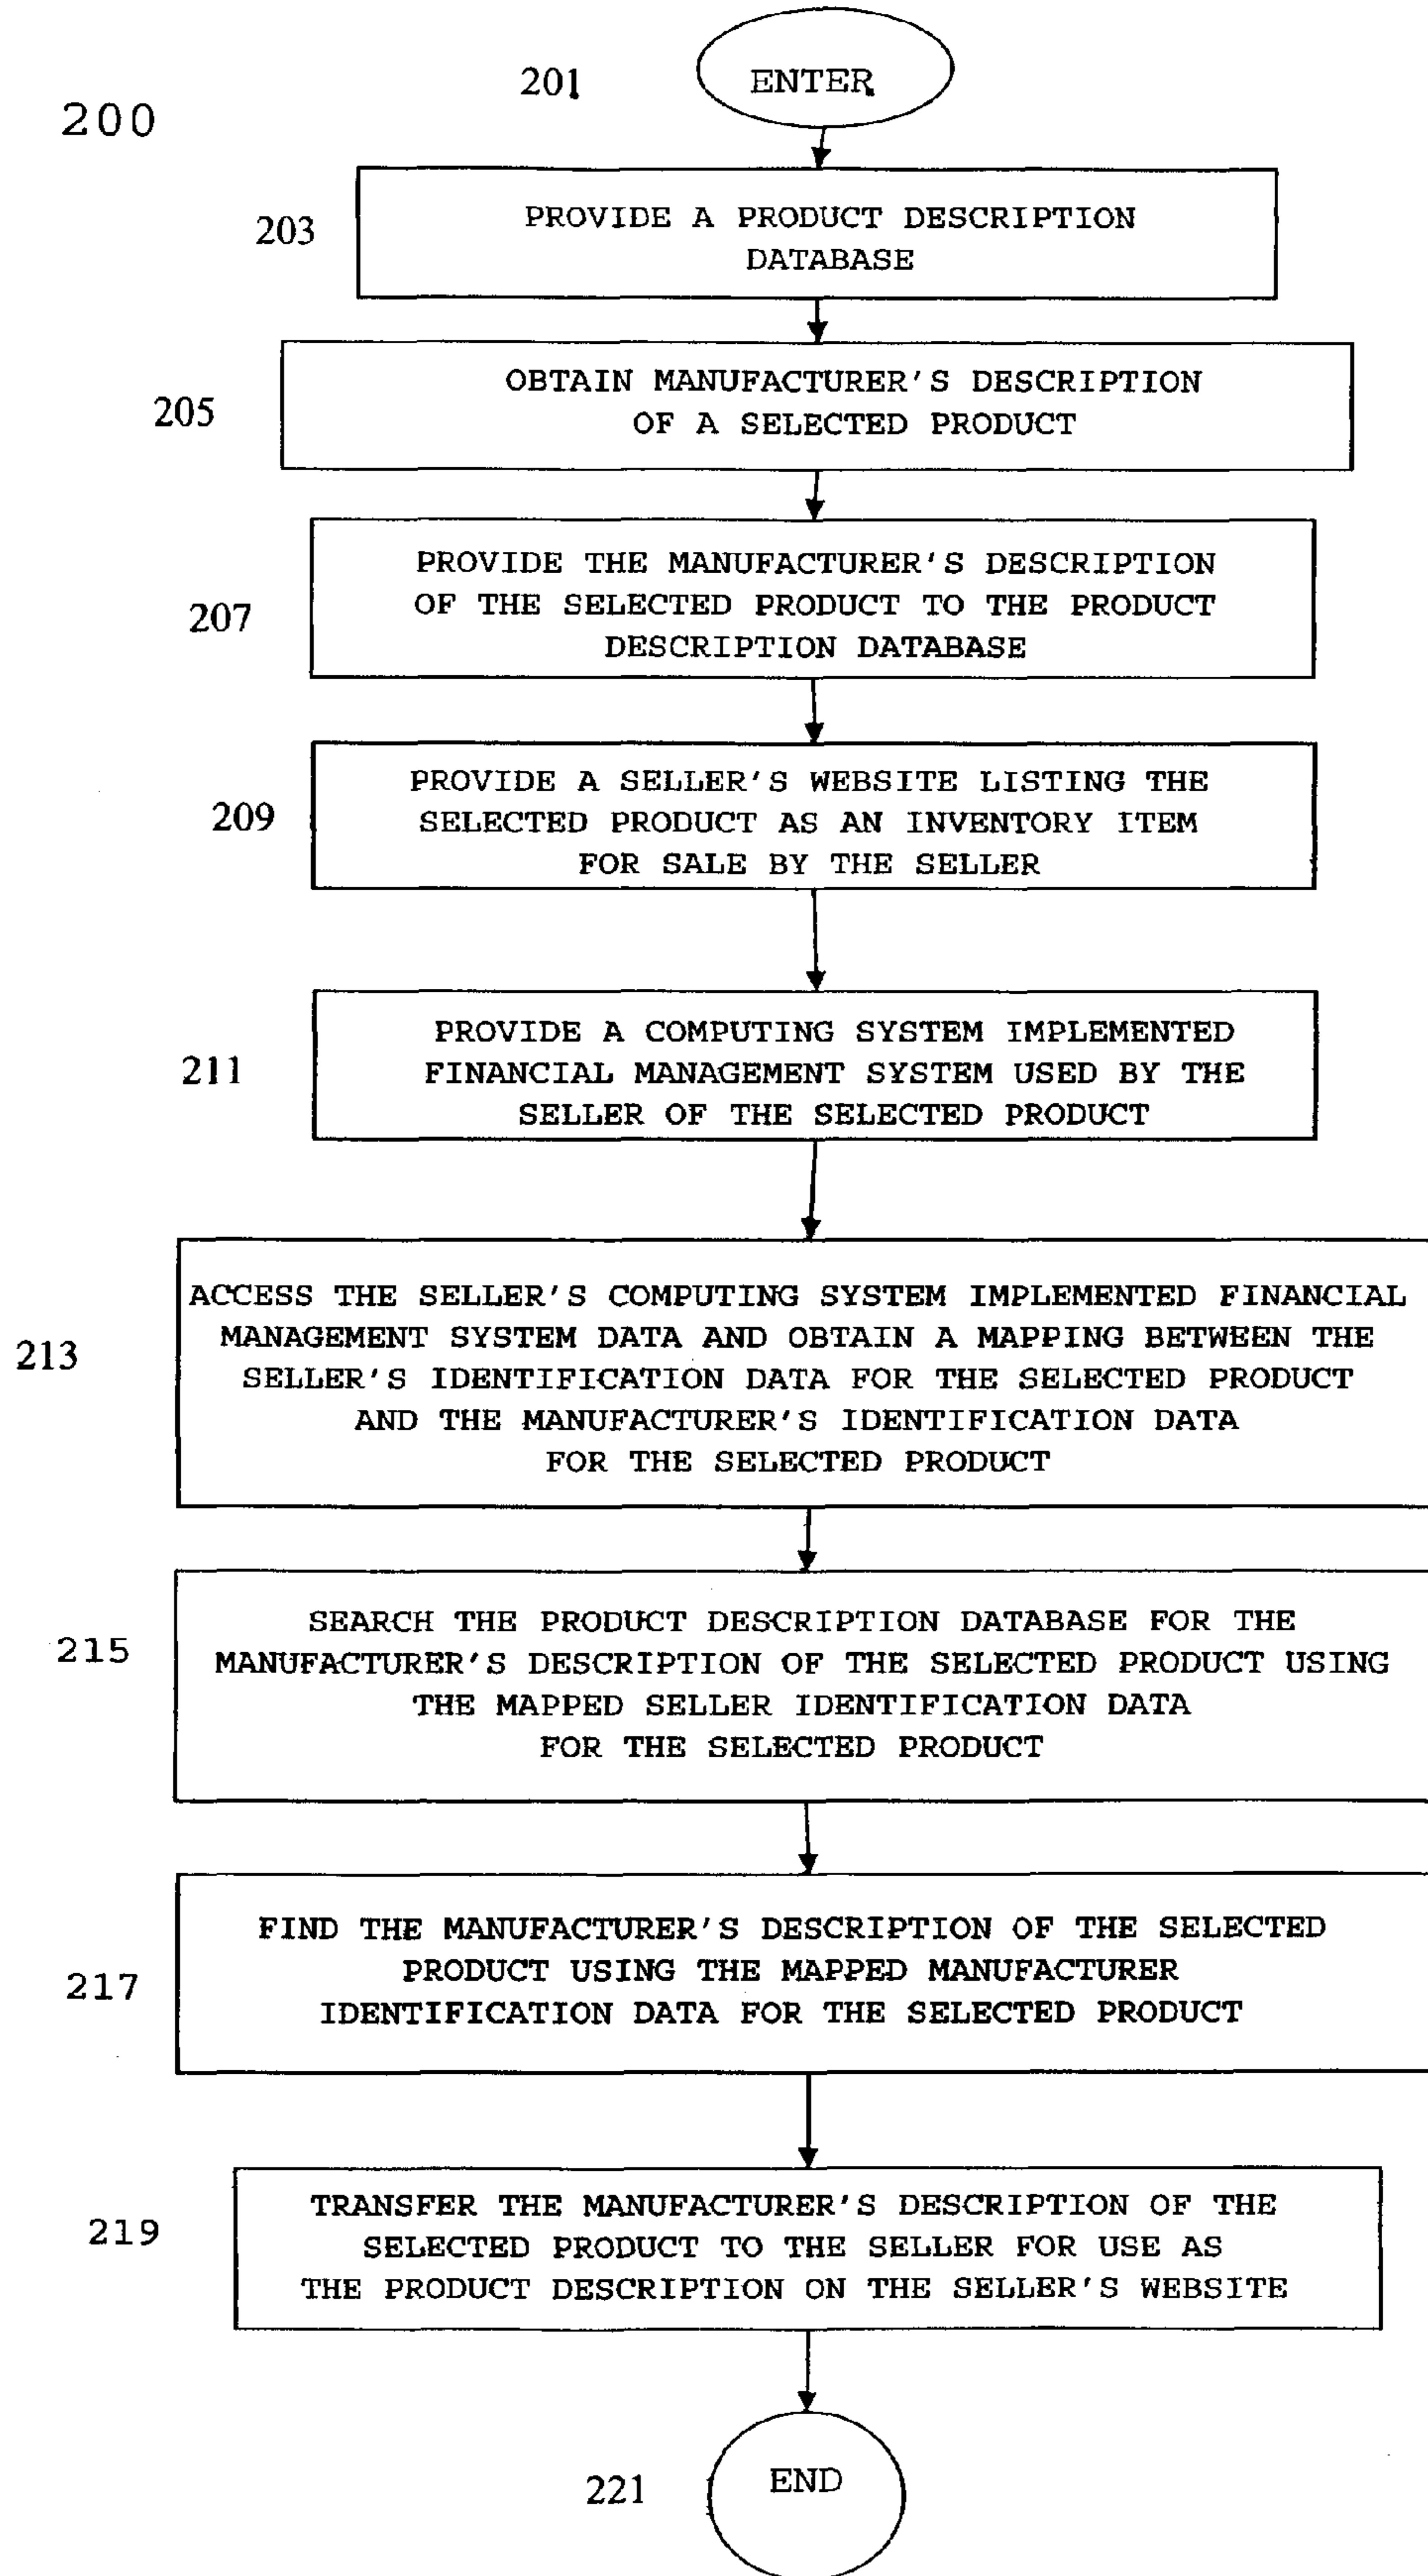 200
201
ENTER
203
PROVIDE A PRODUCT DESCRIPTION
DATABASE
205
OBTAIN MANUFACTURER'S DESCRIPTION
OF A SELECTED PRODUCT
207
PROVIDE THE MANUFACTURER'S DESCRIPTION
OF THE SELECTED PRODUCT TO THE PRODUCT
DESCRIPTION DATABASE
209
PROVIDE A SELLER'S WEBSITE LISTING THE
SELECTED PRODUCT AS AN INVENTORY ITEM
FOR SALE BY THE SELLER
211
PROVIDE A COMPUTING SYSTEM IMPLEMENTED
FINANCIAL MANAGEMENT SYSTEM USED BY THE
SELLER OF THE SELECTED PRODUCT
213
ACCESS THE SELLER'S COMPUTING SYSTEM IMPLEMENTED FINANCIAL
MANAGEMENT SYSTEM DATA AND OBTAIN A MAPPING BETWEEN THE
SELLER'S IDENTIFICATION DATA FOR THE SELECTED PRODUCT
AND THE MANUFACTURER'S IDENTIFICATION DATA
FOR THE SELECTED PRODUCT
215
SEARCH THE PRODUCT DESCRIPTION DATABASE FOR THE
MANUFACTURER'S DESCRIPTION OF THE SELECTED PRODUCT USING
THE MAPPED SELLER IDENTIFICATION DATA
FOR THE SELECTED PRODUCT
217
FIND THE MANUFACTURER'S DESCRIPTION OF THE SELECTED
PRODUCT USING THE MAPPED MANUFACTURER
IDENTIFICATION DATA FOR THE SELECTED PRODUCT
219
TRANSFER THE MANUFACTURER'S DESCRIPTION OF THE
SELECTED PRODUCT TO THE SELLER FOR USE AS
THE PRODUCT DESCRIPTION ON THE SELLER'S WEBSITE
221
END